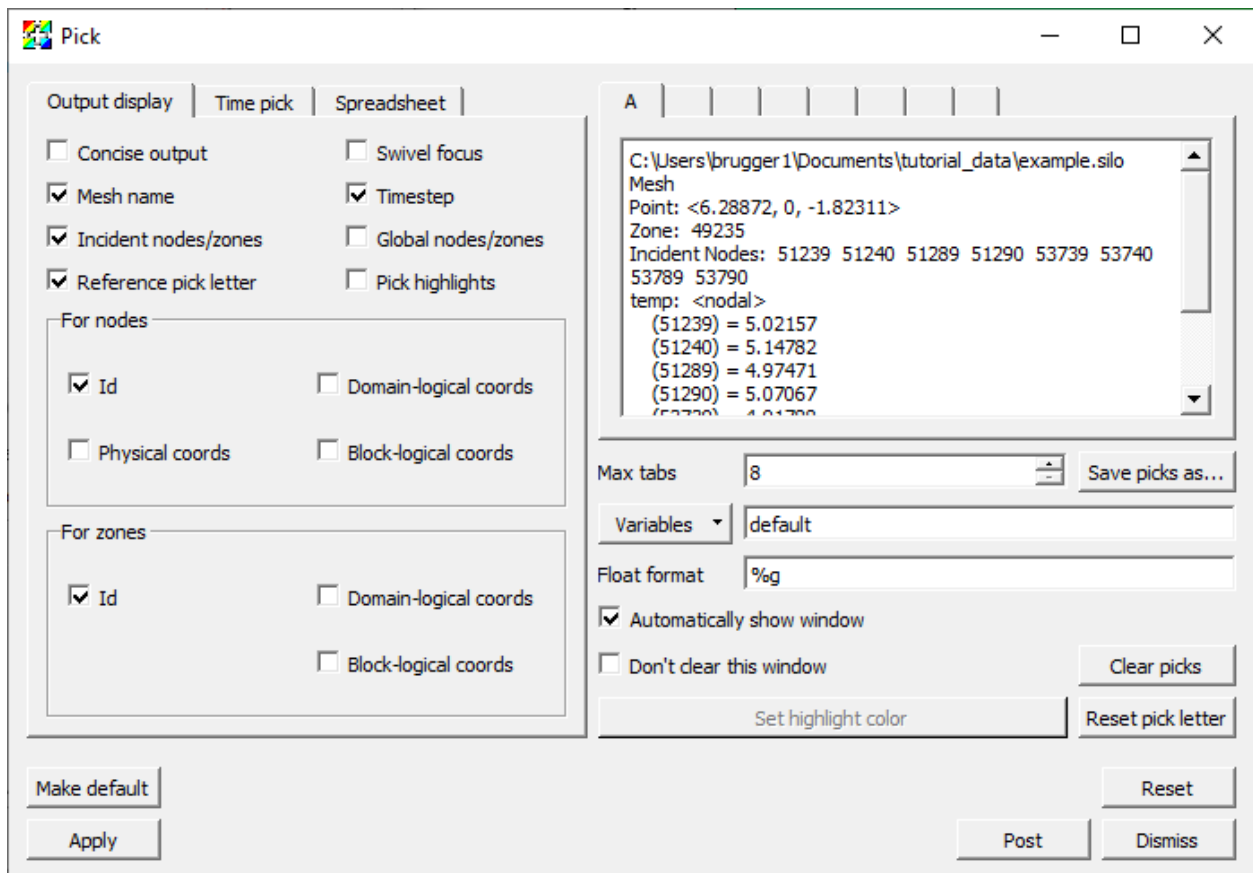 Pick
Output display Time pick Spreadsheet
Concise output Swivel focus
Mesh name Timestep
Incident nodes/zones Global nodes/zones
Reference pick letter Pick highlights
For nodes
Id Domain-logical coords
Physical coords Block-logical coords
For zones
Id Domain-logical coords
Block-logical coords
A
C:\Users\brugger1\Documents\tutorial_data\example.silo
Mesh
Point: <6.28872, 0, -1.82311>
Zone: 49235
Incident Nodes: 51239 51240 51289 51290 53739 53740
53789 53790
temp: <nodal>
(51239) = 5.02157
(51240) = 5.14782
(51289) = 4.97471
(51290) = 5.07067
Max tabs 8 Save picks as...
Variables default
Float format %g
Automatically show window
Don't clear this window Clear picks
Set highlight color Reset pick letter
Make default Reset
Apply Post Dismiss